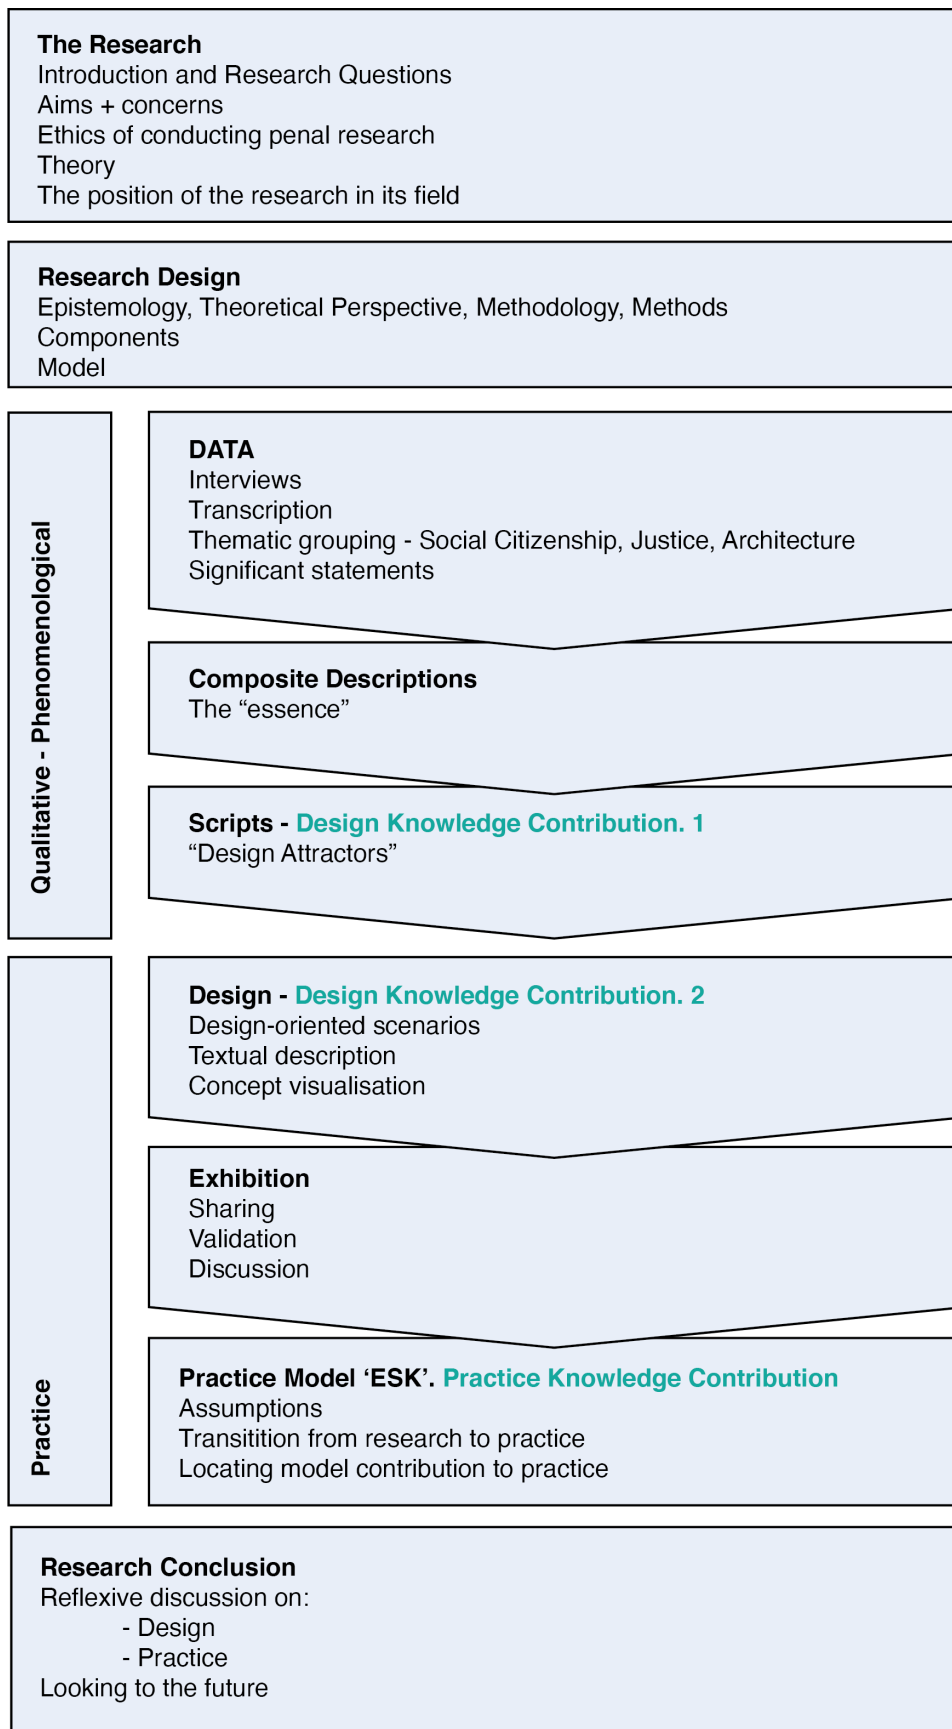 The Research
Introduction and Research Questions
Aims + concerns
Ethics of conducting penal research
Theory
The position of the research in its field
Research Design
Epistemology, Theoretical Perspective, Methodology, Methods
Components
Model
Qualitative - Phenomenological
DATA
Interviews
Transcription
Thematic grouping - Social Citizenship, Justice, Architecture
Significant statements
Composite Descriptions
The “essence”
Scripts - Design Knowledge Contribution. 1
“Design Attractors”
Practice
Design - Design Knowledge Contribution. 2
Design-oriented scenarios
Textual description
Concept visualisation
Exhibition
Sharing
Validation
Discussion
Practice Model ‘ESK’. Practice Knowledge Contribution
Assumptions
Transitition from research to practice
Locating model contribution to practice
Research Conclusion
Reflexive discussion on:
- Design
- Practice
Looking to the future